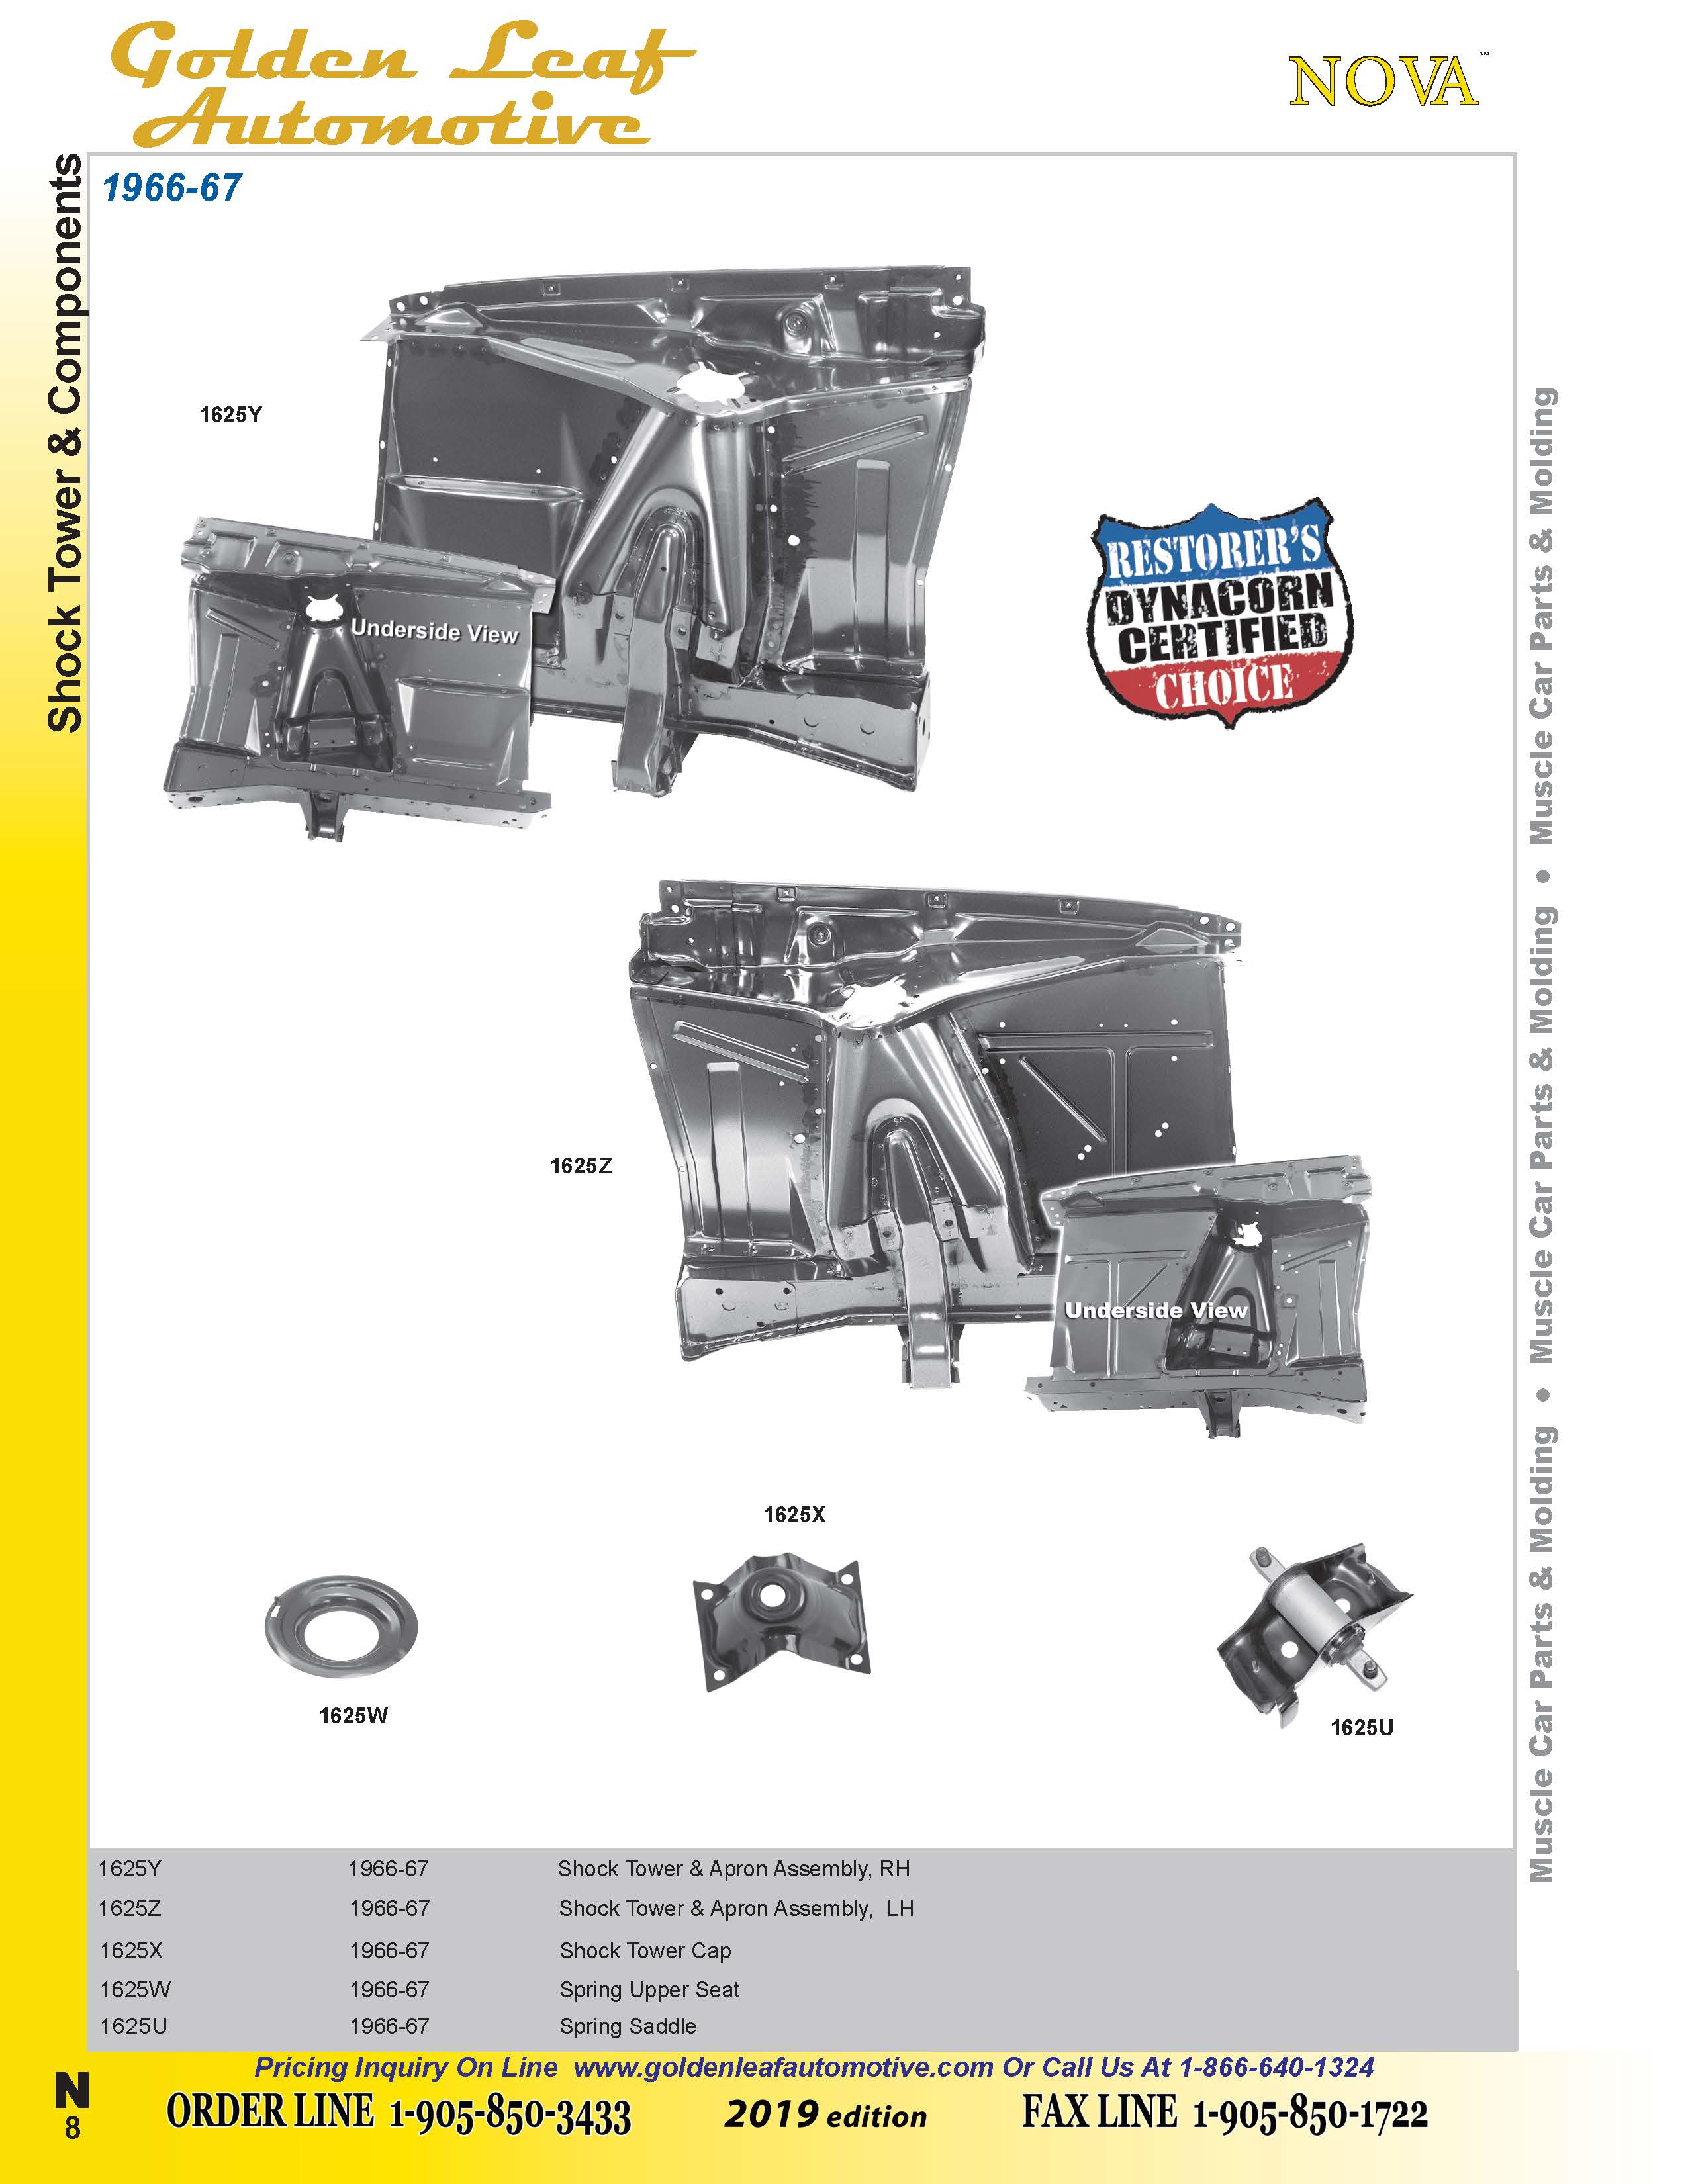 Golden Leaf
Automotive
NOVA™
Shock Tower & Components
1966-67
1625Y
Underside View
RESTORER'S
DYNACORN
CERTIFIED
CHOICE
1625Z
Underside View
1625X
1625W
1625U
Muscle Car Parts & Molding • Muscle Car Parts & Molding • Muscle Car Parts & Molding
1625Y 1966-67 Shock Tower & Apron Assembly, RH
1625Z 1966-67 Shock Tower & Apron Assembly, LH
1625X 1966-67 Shock Tower Cap
1625W 1966-67 Spring Upper Seat
1625U 1966-67 Spring Saddle
Pricing Inquiry On Line www.goldenleafautomotive.com Or Call Us At 1-866-640-1324
N
8
ORDER LINE 1-905-850-3433 2019 edition FAX LINE 1-905-850-1722